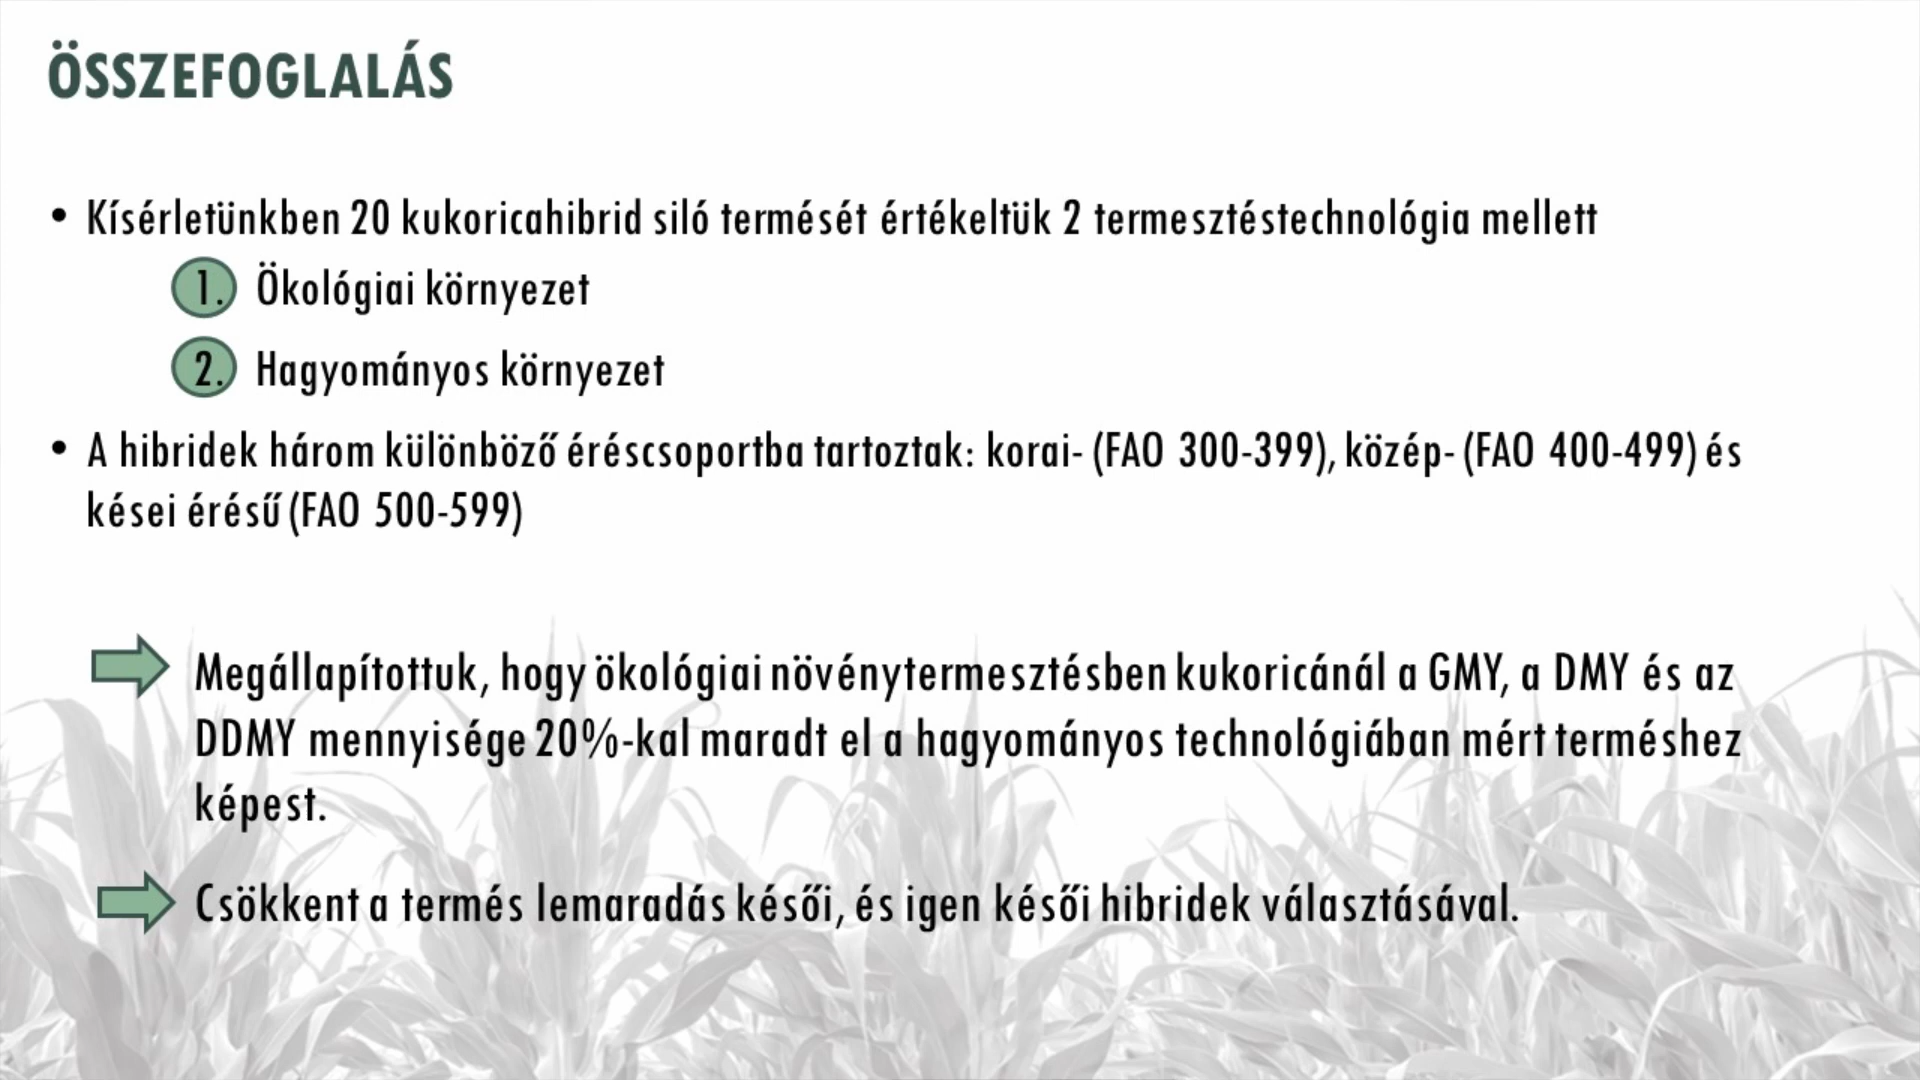 ÖSSZEFOGLALÁS
• Kísérletünkben 20 kukoricahibrid siló termését értékeltük 2 termesztéstechnológia mellett
1. Ökológiai környezet
2. Hagyományos környezet
• A hibridek három különböző éréscsoportba tartoztak: korai- (FAO 300-399), közép- (FAO 400-499) és
kései érésű (FAO 500-599)
Megállapítottuk, hogy ökológiai növénytermesztésben kukoricánál a GMY, a DMY és az
DDMY mennyisége 20%-kal maradt el a hagyományos technológiában mért terméshez
képest.
Csökkent a termés lemaradás késői, és igen késői hibridek választásával.